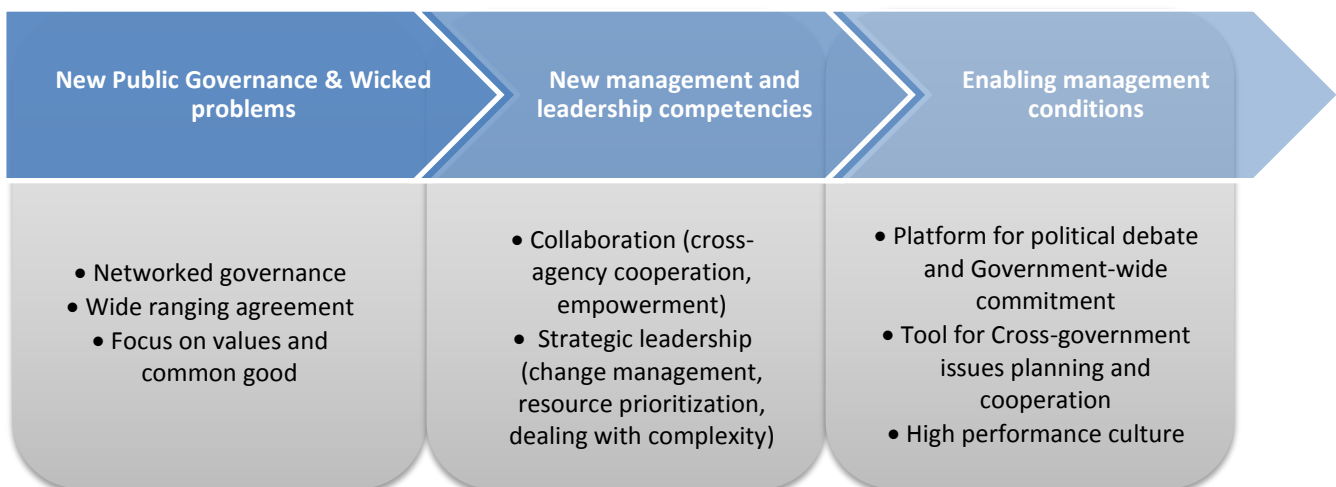 New Public Governance & Wicked
problems
• Networked governance
• Wide ranging agreement
• Focus on values and
common good
New management and
leadership competencies
• Collaboration (cross-
agency cooperation,
empowerment)
• Strategic leadership
(change management,
resource prioritization,
dealing with complexity)
Enabling management
conditions
• Platform for political debate
and Government-wide
commitment
• Tool for Cross-government
issues planning and
cooperation
• High performance culture